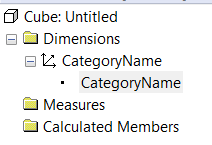 Cube: Untitled
Dimensions
CategoryName
CategoryName
Measures
Calculated Members